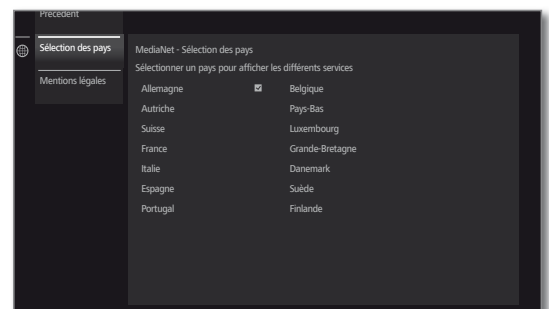 Précédent
Sélection des pays
Mentions légales
MediaNet - Sélection des pays
Sélectionner un pays pour afficher les différents services
Allemagne Belgique
Autriche Pays-Bas
Suisse Luxembourg
France Grande-Bretagne
Italie Danemark
Espagne Suède
Portugal Finlande